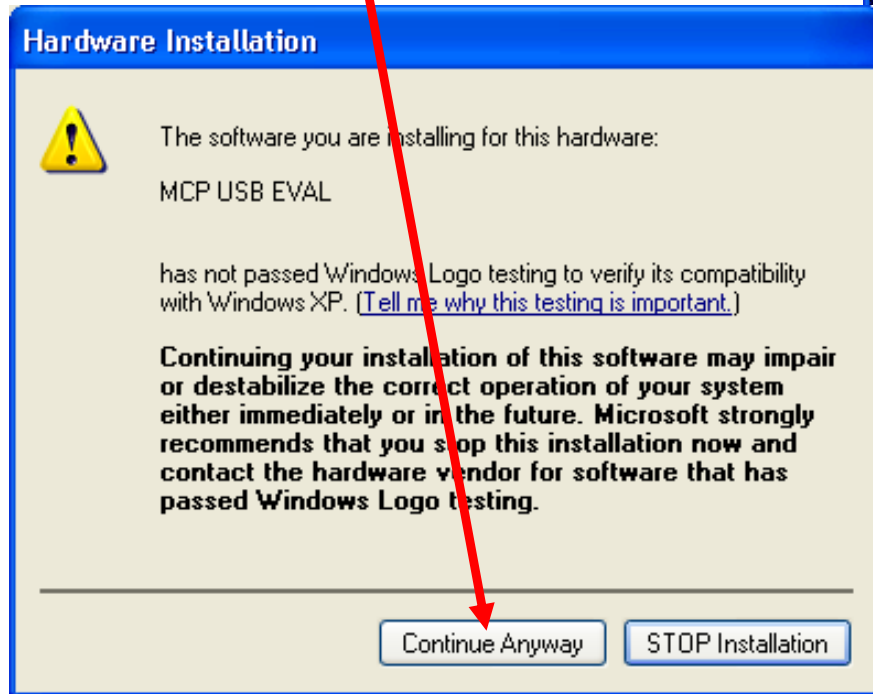 Hardware Installation
The software you are installing for this hardware:
MCP USB EVAL
has not passed Windows Logo testing to verify its compatibility
with Windows XP. (Tell me why this testing is important.)
Continuing your installation of this software may impair
or destabilize the correct operation of your system
either immediately or in the future. Microsoft strongly
recommends that you stop this installation now and
contact the hardware vendor for software that has
passed Windows Logo testing.
Continue Anyway STOP Installation